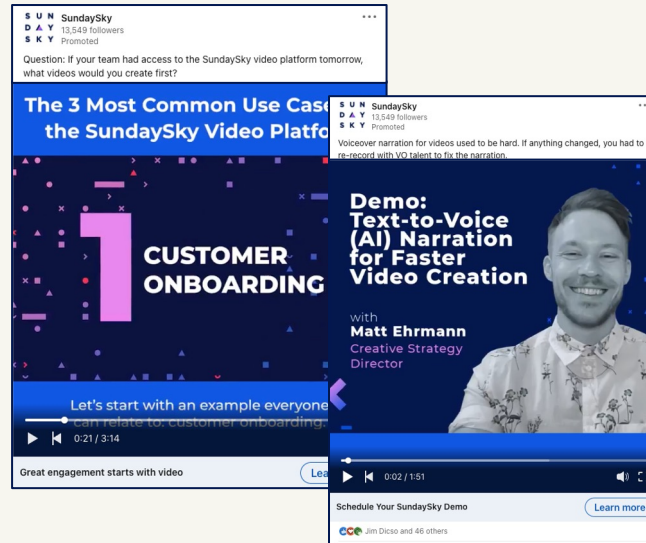 SUN
DAY
SKY
SundaySky
13,549 followers
Promoted
Question: If your team had access to the SundaySky video platform tomorrow,
what videos would you create first?
The 3 Most Common Use Case
the SundaySky Video Platfo
1
CUSTOMER
ONBOARDING
Let's start with an example everyone
can relate to: customer onboarding.
0:21 / 3:14
Great engagement starts with video
Lea
SUN
DAY
SKY
SundaySky
13,549 followers
Promoted
Voiceover narration for videos used to be hard. If anything changed, you had to
re-record with VO talent to fix the narration.
Demo:
Text-to-Voice
(AI) Narration
for Faster
Video Creation
with
Matt Ehrmann
Creative Strategy
Director
0:02 / 1:51
Schedule Your SundaySky Demo
Learn more
Jim Dicso and 46 others